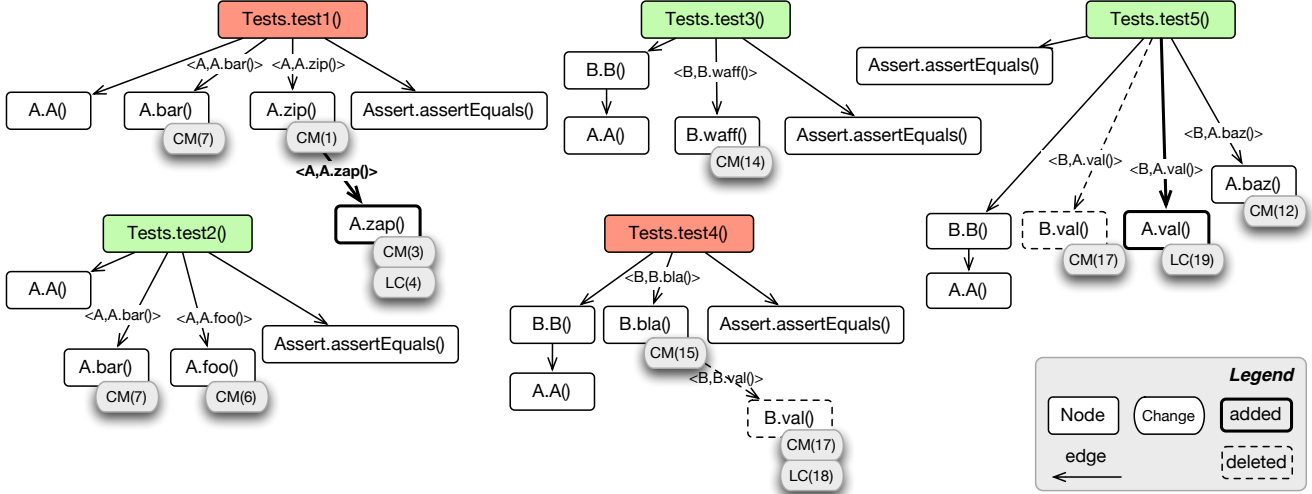 Tests.test1()
<A,A.bar()>
<A,A.zip()>
A.A()
A.bar()
CM(7)
A.zip()
CM(1)
Assert.assertEquals()
<A,A.zap()>
A.zap()
CM(3)
LC(4)
Tests.test2()
A.A()
<A,A.bar()>
<A,A.foo()>
A.bar()
CM(7)
A.foo()
CM(6)
Assert.assertEquals()
Tests.test3()
B.B()
<B,B.waff()>
A.A()
B.waff()
CM(14)
Assert.assertEquals()
Tests.test4()
<B,B.bla()>
B.B()
B.bla()
CM(15)
Assert.assertEquals()
A.A()
<B,B.val()>
B.val()
CM(17)
LC(18)
Tests.test5()
Assert.assertEquals()
<B,A.val()>
<B,A.val()>
<B,A.baz()>
A.baz()
CM(12)
B.B()
B.val()
CM(17)
A.val()
LC(19)
A.A()
Legend
Node
Change
added
edge
deleted